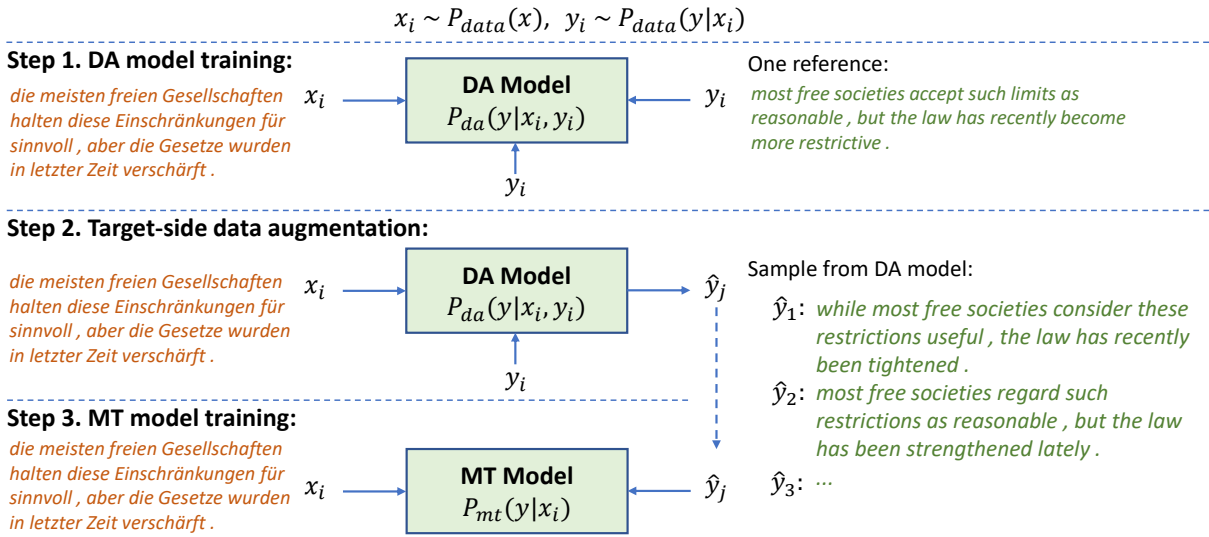 x_i ~ P_data(x), y_i ~ P_data(y|x_i)
Step 1. DA model training:
die meisten freien Gesellschaften
halten diese Einschränkungen für
sinnvoll , aber die Gesetze wurden
in letzter Zeit verschärft .
x_i
DA Model
P_da(y|x_i, y_i)
y_i
y_i
One reference:
most free societies accept such limits as
reasonable , but the law has recently become
more restrictive .
Step 2. Target-side data augmentation:
die meisten freien Gesellschaften
halten diese Einschränkungen für
sinnvoll , aber die Gesetze wurden
in letzter Zeit verschärft .
x_i
DA Model
P_da(y|x_i, y_i)
y_i
ŷ_j
Sample from DA model:
ŷ_1: while most free societies consider these
restrictions useful , the law has recently
been tightened .
ŷ_2: most free societies regard such
restrictions as reasonable , but the law
has been strengthened lately .
ŷ_3: ...
Step 3. MT model training:
die meisten freien Gesellschaften
halten diese Einschränkungen für
sinnvoll , aber die Gesetze wurden
in letzter Zeit verschärft .
x_i
MT Model
P_mt(y|x_i)
ŷ_j